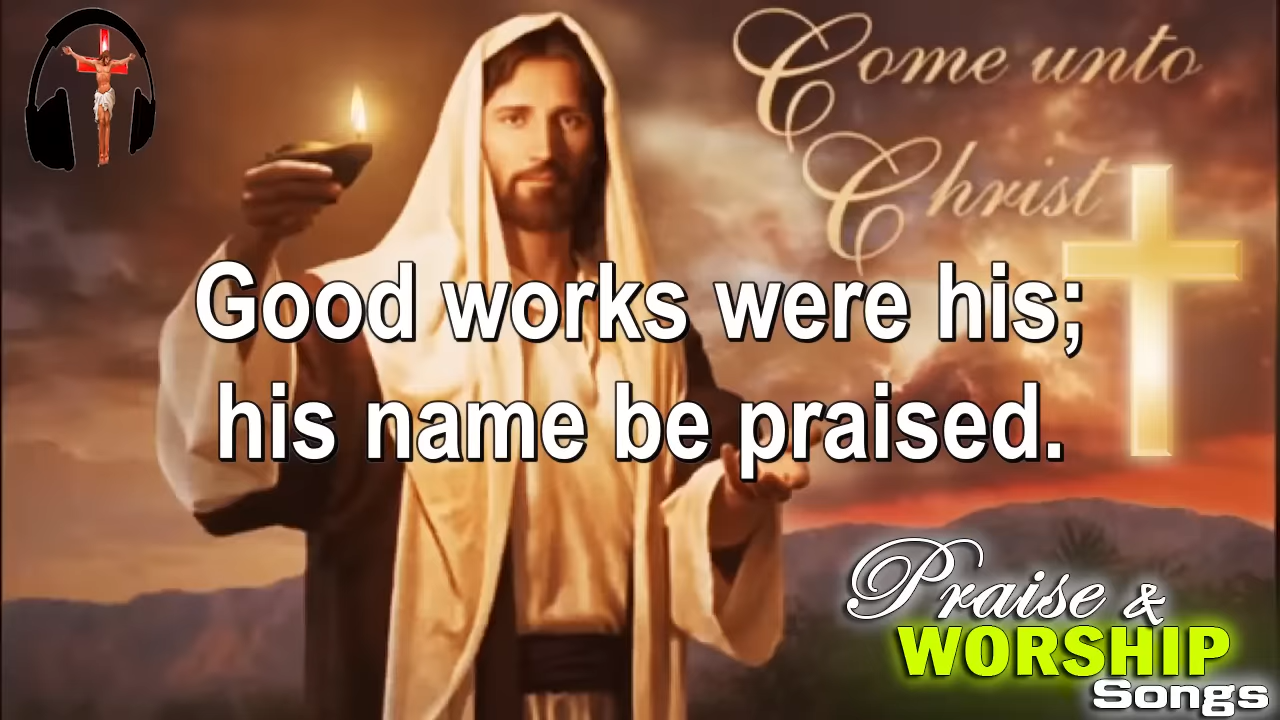 Come unto
Christ
Good works were his;
his name be praised.
Praise &
WORSHIP
Songs